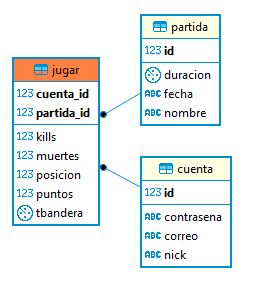 jugar
123 cuenta_id
123 partida_id
123 kills
123 muertes
123 posicion
123 puntos
tbandera
partida
123 id
duracion
ABC fecha
ABC nombre
cuenta
123 id
ABC contrasena
ABC correo
ABC nick